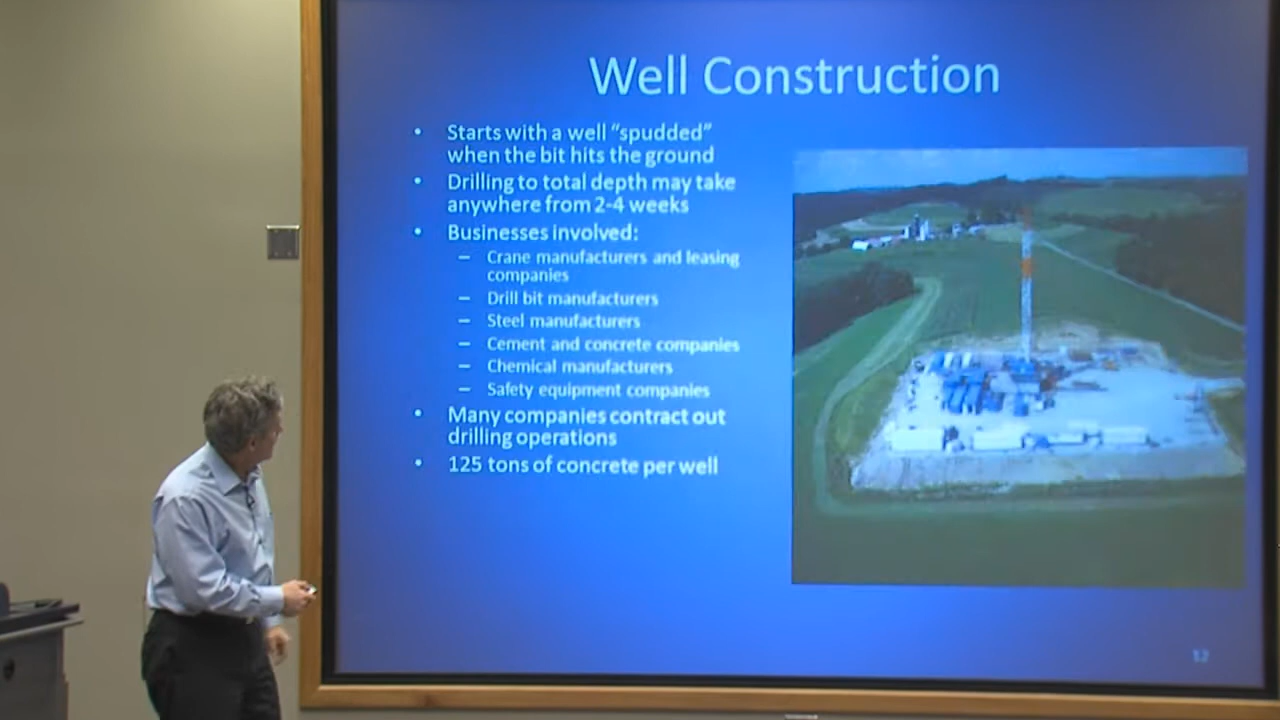 Well Construction
• Starts with a well “spudded”
when the bit hits the ground
• Drilling to total depth may take
anywhere from 2-4 weeks
• Businesses involved:
– Crane manufacturers and leasing
companies
– Drill bit manufacturers
– Steel manufacturers
– Cement and concrete companies
– Chemical manufacturers
– Safety equipment companies
• Many companies contract out
drilling operations
• 125 tons of concrete per well
12